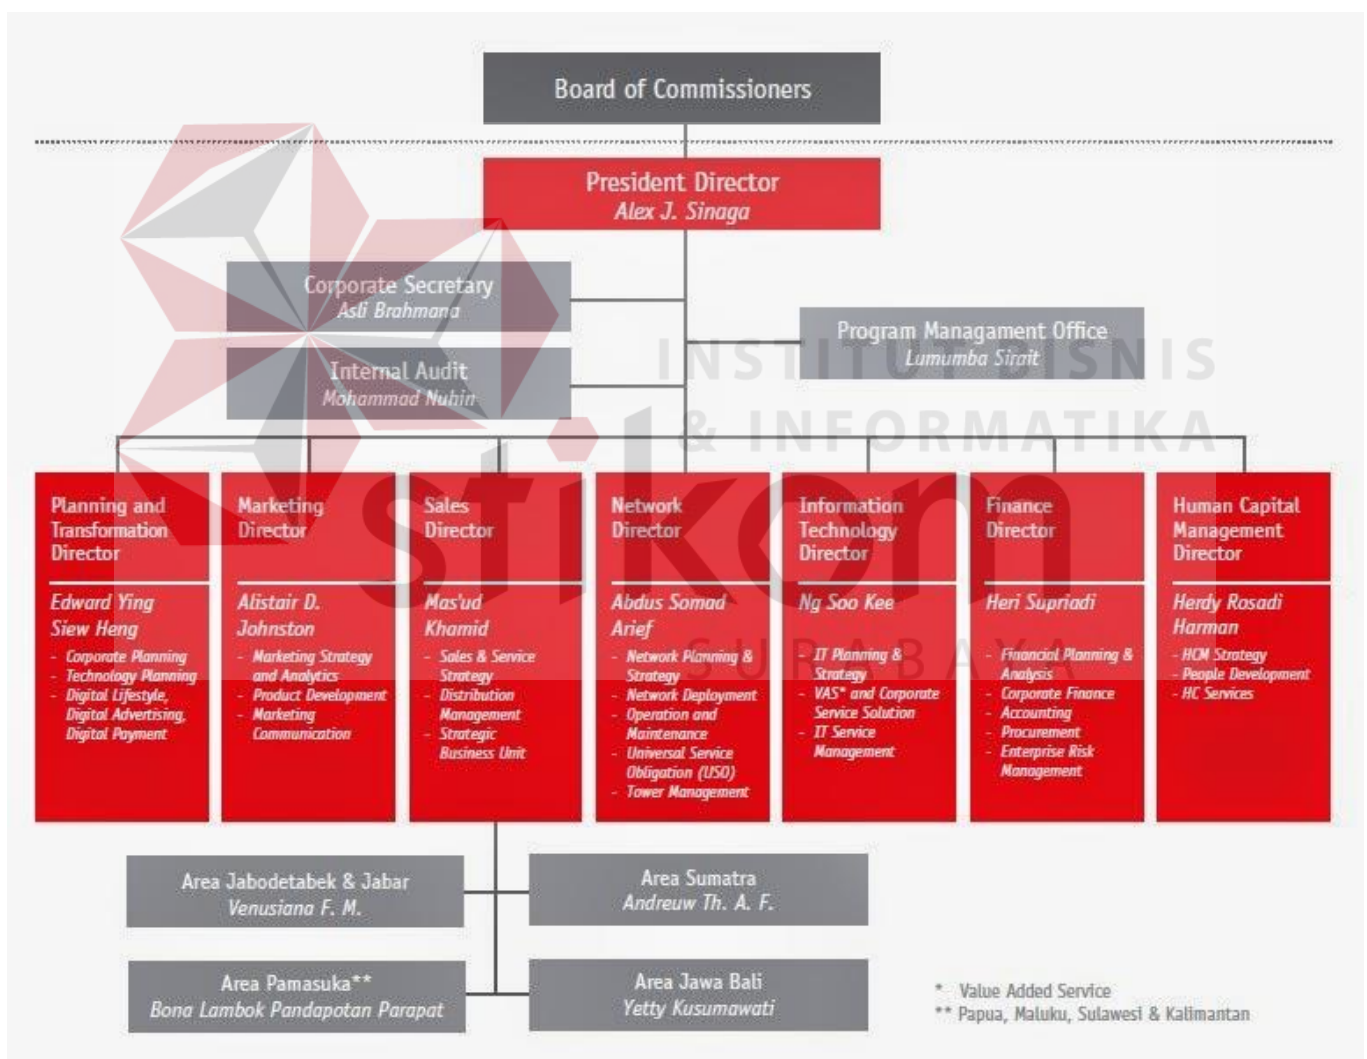 Board of Commissioners
President Director
Alex J. Sinaga
Corporate Secretary
Asli Brahmana
Internal Audit
Mohammad Nuhin
Program Managament Office
Lumumba Sirait
INSTITUT BISNIS
& INFORMATIKA
stikom
SURABAYA
Planning and
Transformation
Director
Edward Ying
Siew Heng
- Corporate Planning
- Technology Planning
- Digital Lifestyle,
Digital Advertising,
Digital Payment
Marketing
Director
Alistair D.
Johnston
- Marketing Strategy
and Analytics
- Product Development
- Marketing
Communication
Sales
Director
Mas'ud
Khamid
- Sales & Service
Strategy
- Distribution
Management
- Strategic
Business Unit
Network
Director
Abdus Somad
Arief
- Network Planning &
Strategy
- Network Deployment
- Operation and
Maintenance
- Universal Service
Obligation (USO)
- Tower Management
Information
Technology
Director
Ng Soo Kee
- IT Planning &
Strategy
- VAS* and Corporate
Service Solution
- IT Service
Management
Finance
Director
Heri Supriadi
- Financial Planning &
Analysis
- Corporate Finance
- Accounting
- Procurement
- Enterprise Risk
Management
Human Capital
Management
Director
Herdy Rosadi
Harman
- HCM Strategy
- People Development
- HC Services
Area Jabodetabek & Jabar
Venusiana F. M.
Area Sumatra
Andreuw Th. A. F.
Area Pamasuka**
Bona Lambok Pandapotan Parapat
Area Jawa Bali
Yetty Kusumawati
* Value Added Service
** Papua, Maluku, Sulawesi & Kalimantan